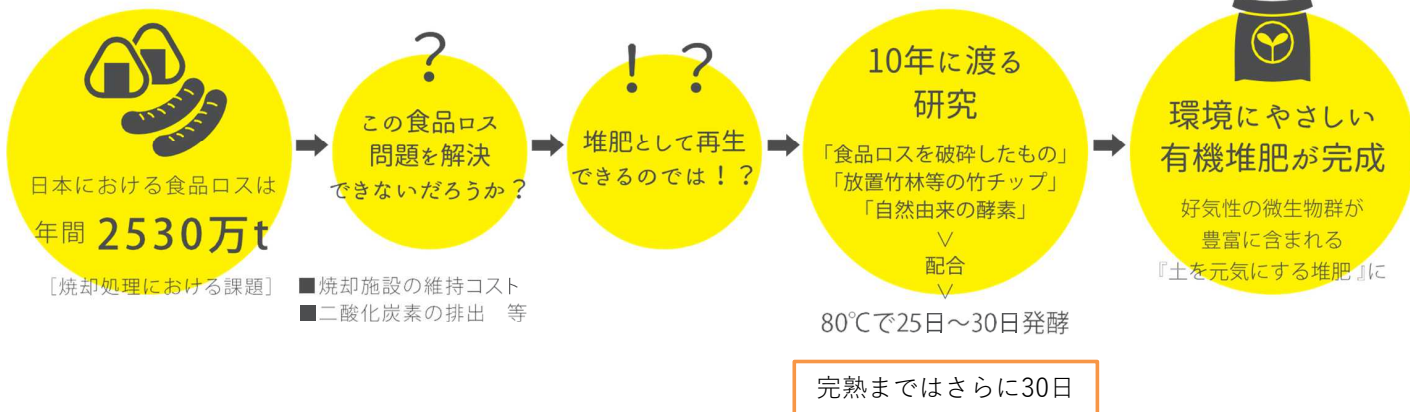 日本における食品ロスは
年間 2530万t
[焼却処理における課題]
■焼却施設の維持コスト
■二酸化炭素の排出　等
?
この食品ロス
問題を解決
できないだろうか?
! ?
堆肥として再生
できるのでは!?
10年に渡る
研究
「食品ロスを破砕したもの」
「放置竹林等の竹チップ」
「自然由来の酵素」
∨
配合
∨
80℃で25日～30日発酵
完熟まではさらに30日
環境にやさしい
有機堆肥が完成
好気性の微生物群が
豊富に含まれる
『土を元気にする堆肥』に